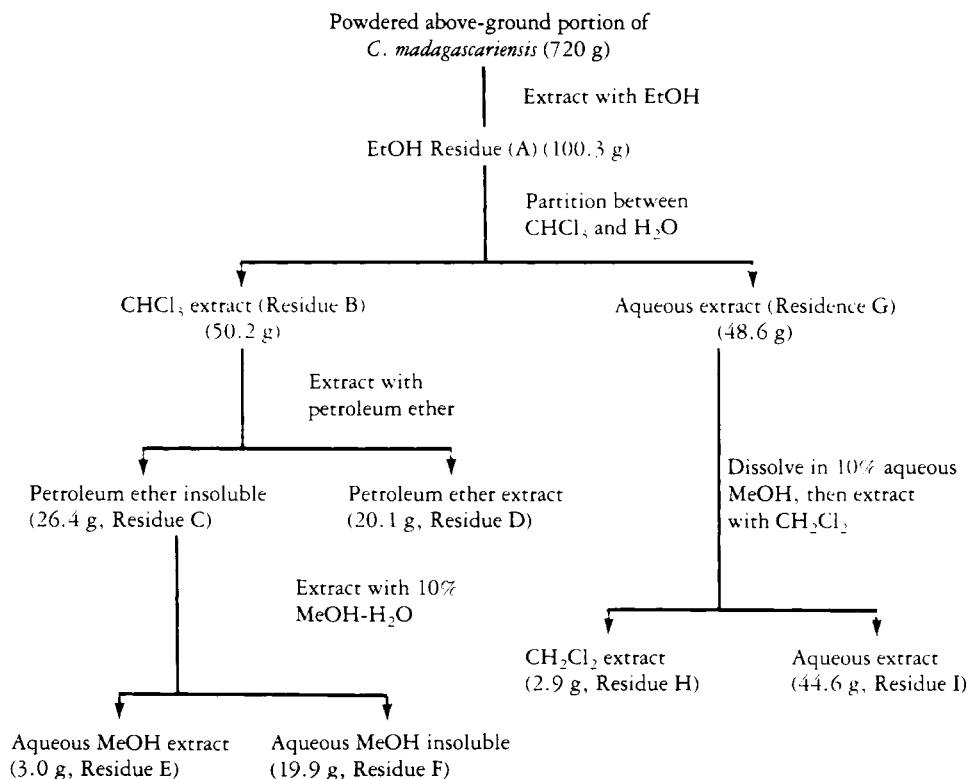 Powdered above-ground portion of
C. madagascariensis (720 g)
Extract with EtOH
EtOH Residue (A) (100.3 g)
Partition between
CHCl₃ and H₂O
CHCl₃ extract (Residue B)
(50.2 g)
Aqueous extract (Residence G)
(48.6 g)
Extract with
petroleum ether
Petroleum ether insoluble
(26.4 g, Residue C)
Petroleum ether extract
(20.1 g, Residue D)
Dissolve in 10% aqueous
MeOH, then extract
with CH₂Cl₂
Extract with 10%
MeOH-H₂O
CH₂Cl₂ extract
(2.9 g, Residue H)
Aqueous extract
(44.6 g, Residue I)
Aqueous MeOH extract
(3.0 g, Residue E)
Aqueous MeOH insoluble
(19.9 g, Residue F)